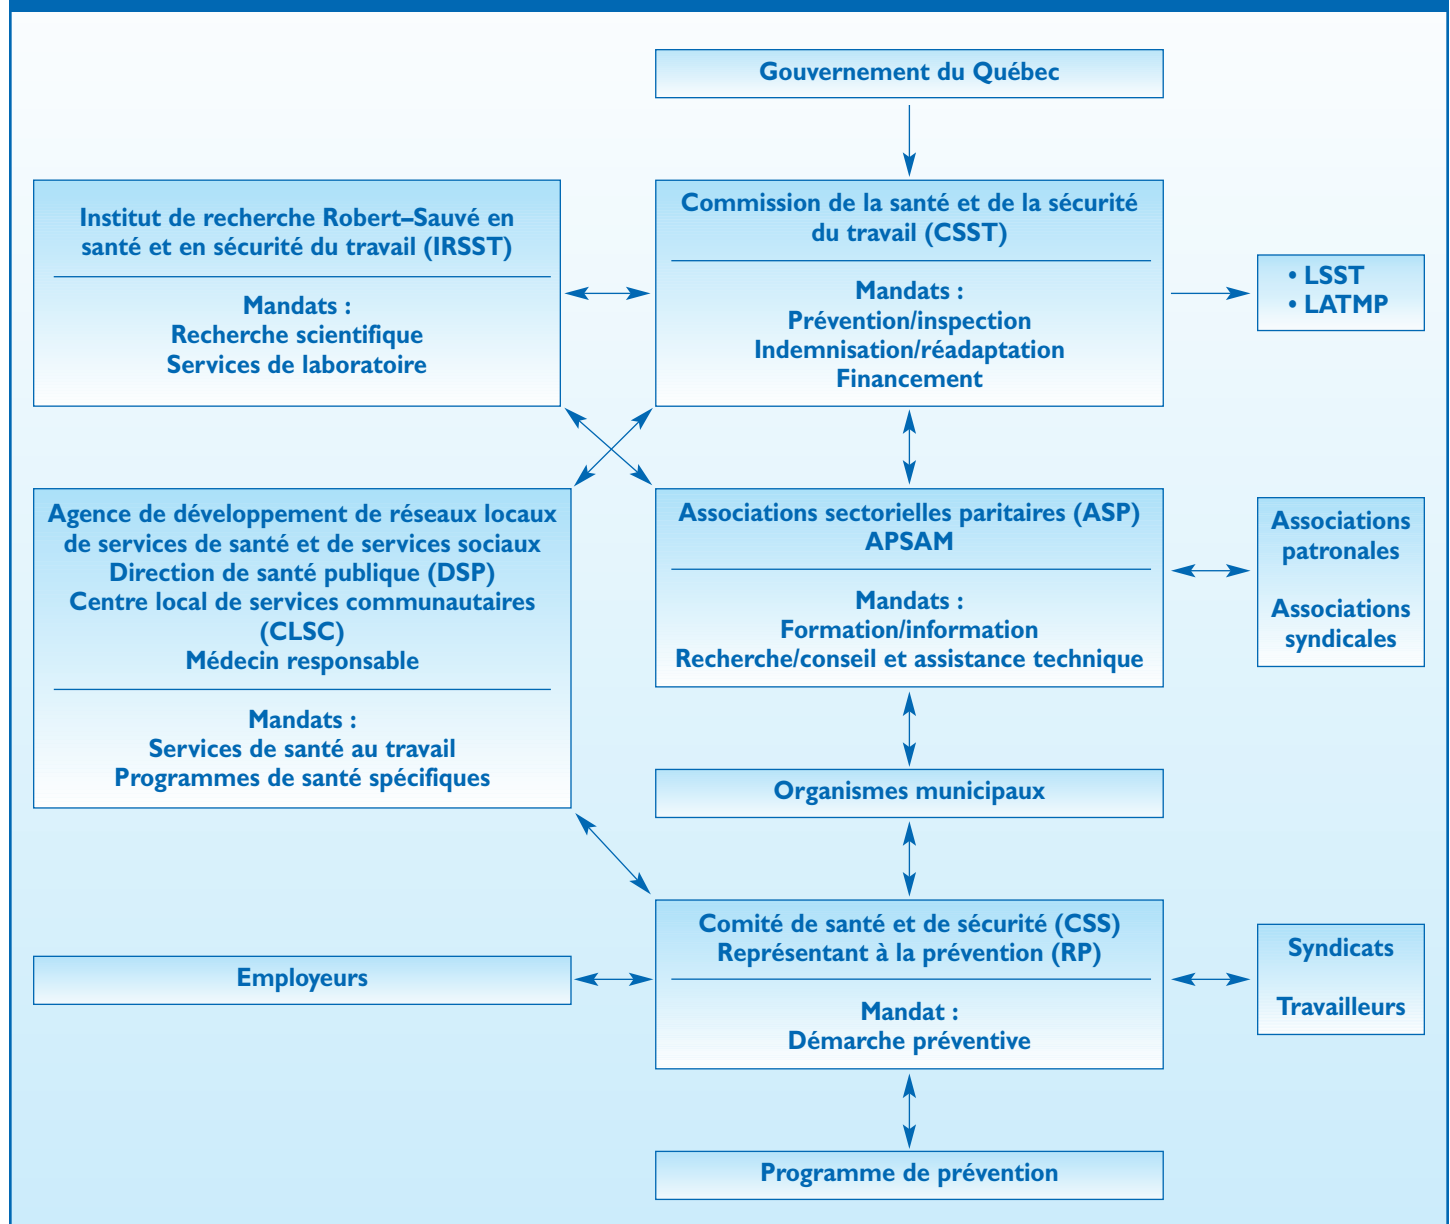 Gouvernement du Québec
Institut de recherche Robert–Sauvé en
santé et en sécurité du travail (IRSST)
Mandats :
Recherche scientifique
Services de laboratoire
Commission de la santé et de la sécurité
du travail (CSST)
Mandats :
Prévention/inspection
Indemnisation/réadaptation
Financement
• LSST
• LATMP
Agence de développement de réseaux locaux
de services de santé et de services sociaux
Direction de santé publique (DSP)
Centre local de services communautaires
(CLSC)
Médecin responsable
Mandats :
Services de santé au travail
Programmes de santé spécifiques
Associations sectorielles paritaires (ASP)
APSAM
Mandats :
Formation/information
Recherche/conseil et assistance technique
Associations
patronales
Associations
syndicales
Organismes municipaux
Comité de santé et de sécurité (CSS)
Représentant à la prévention (RP)
Mandat :
Démarche préventive
Employeurs
Syndicats
Travailleurs
Programme de prévention